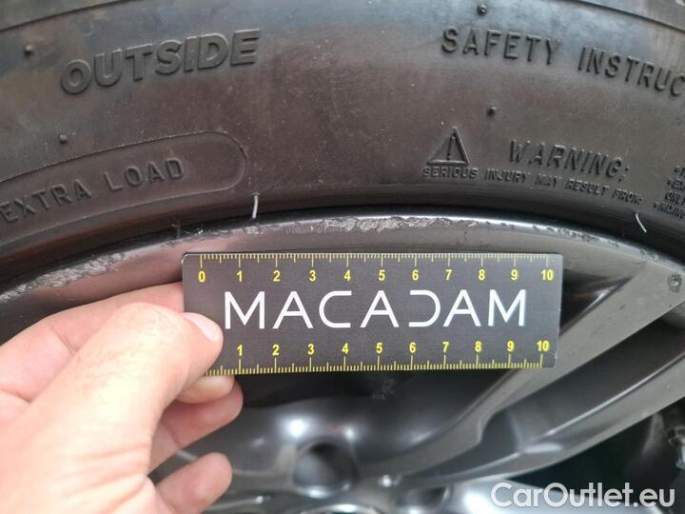 OUTSIDE
SAFETY INSTRUC
EXTRA LOAD
WARNING:
SERIOUS INJURY MAY RESULT FROM:
0 1 2 3 4 5 6 7 8 9 10
MACADAM
1 2 3 4 5 6 7 8 9 10
CarOutlet.eu